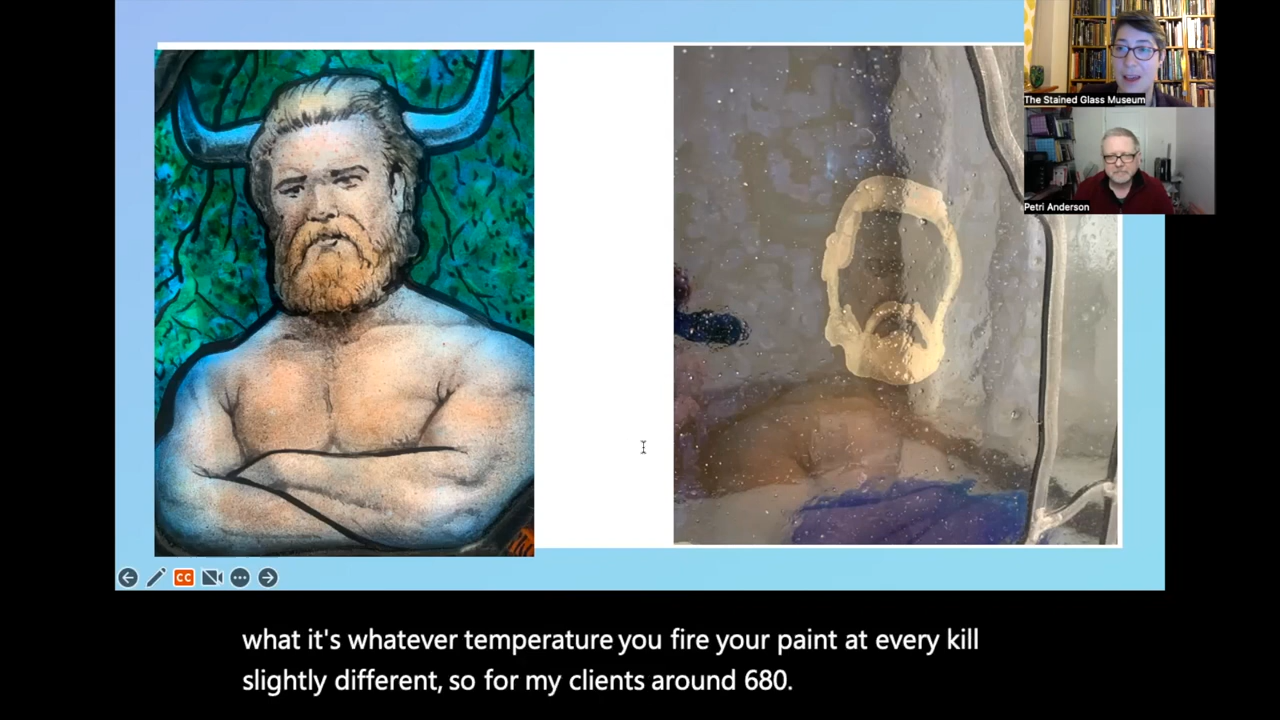 The Stained Glass Museum
Petri Anderson
CC
what it's whatever temperature you fire your paint at every kill
slightly different, so for my clients around 680.